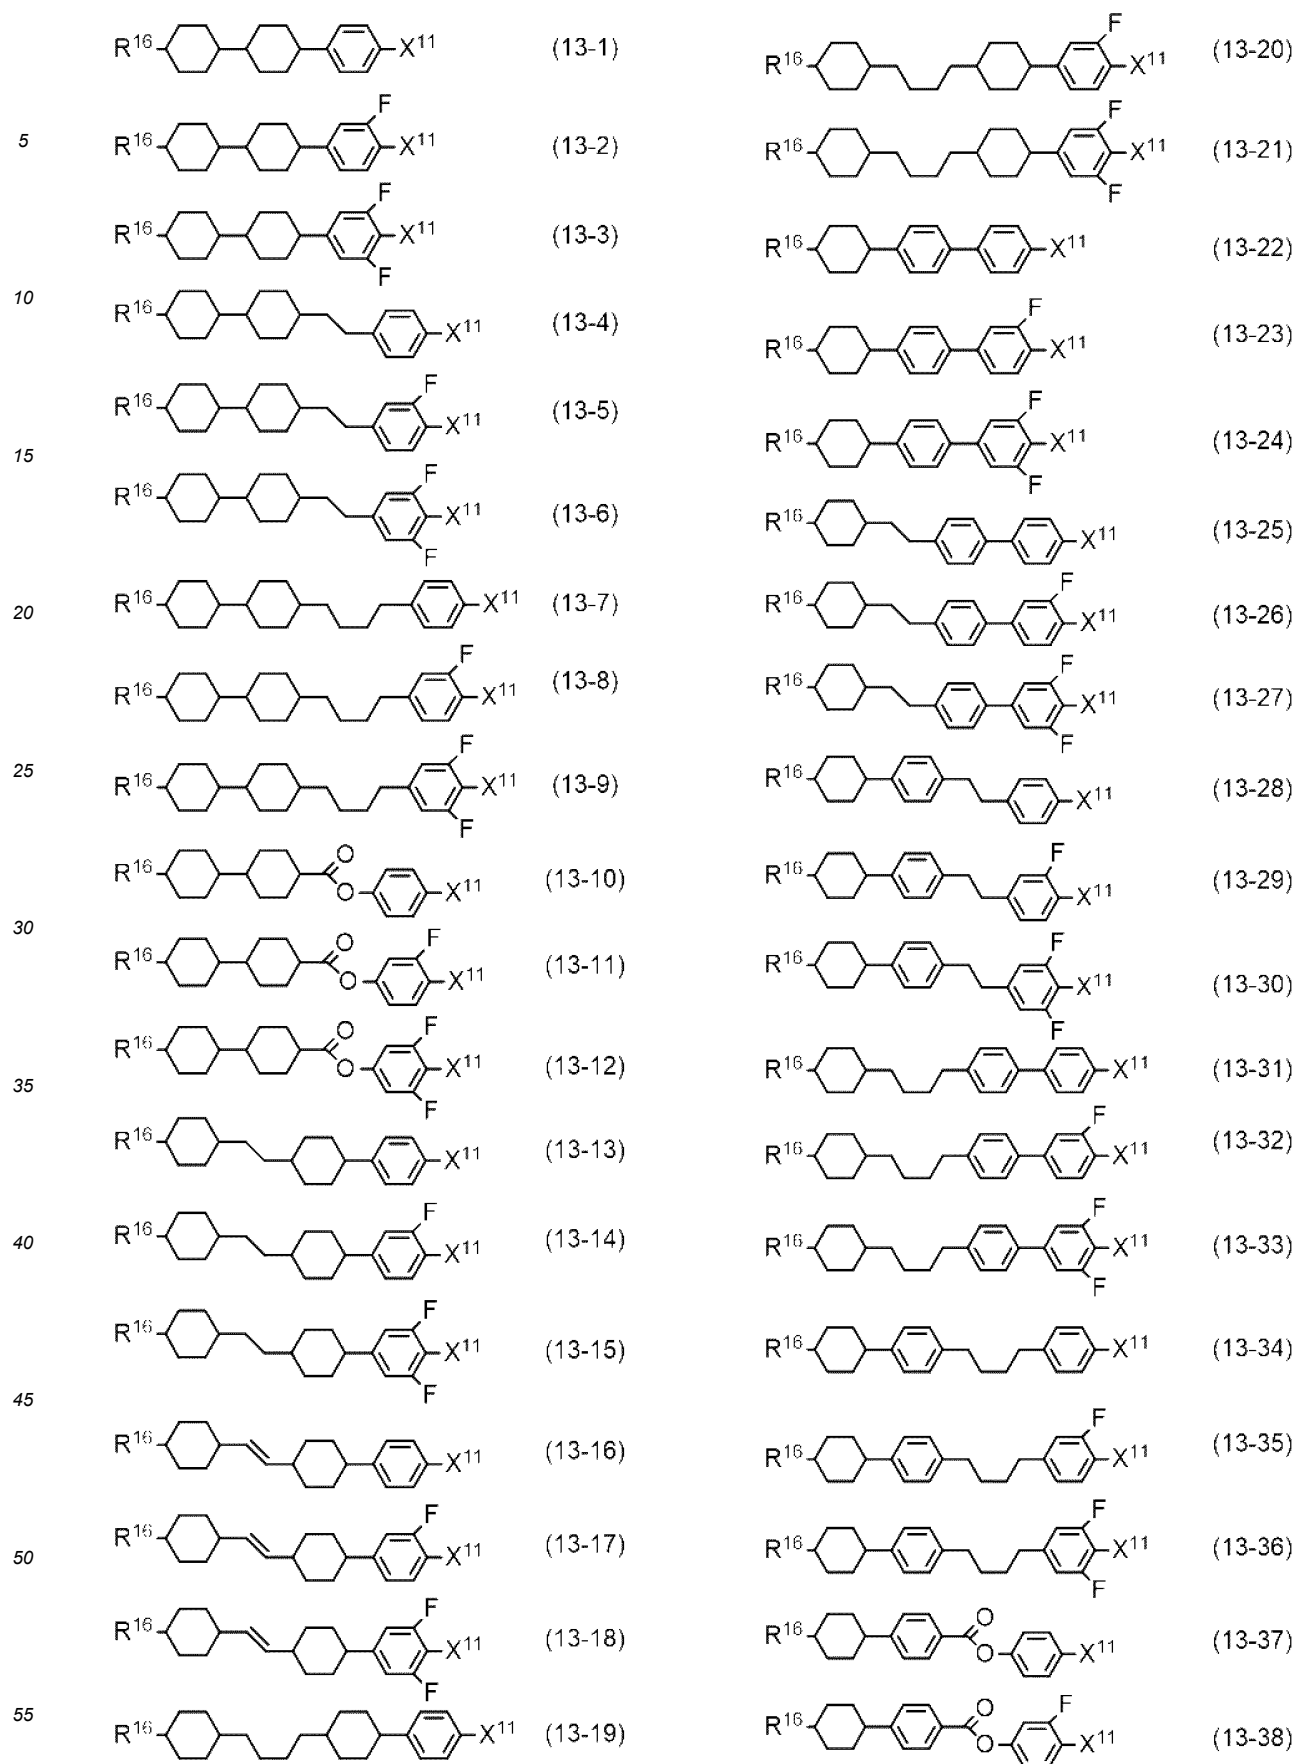 R16 X11 (13-1)
F
5 R16 X11 (13-2)
F
R16 X11 (13-3)
F
10 R16 X11 (13-4)
F
R16 X11 (13-5)
15 F
R16 X11 (13-6)
F
20 R16 X11 (13-7)
F
R16 X11 (13-8)
F
25 R16 X11 (13-9)
F
O
R16 O X11 (13-10)
30 O F
R16 O X11 (13-11)
O F
R16 O X11 (13-12)
35 F
R16 X11 (13-13)
F
40 R16 X11 (13-14)
F
R16 X11 (13-15)
F
45
R16 X11 (13-16)
F
R16 X11 (13-17)
50 F
R16 X11 (13-18)
F
55 R16 X11 (13-19)
F
R16 X11 (13-20)
F
R16 X11 (13-21)
F
R16 X11 (13-22)
F
R16 X11 (13-23)
F
R16 X11 (13-24)
F
R16 X11 (13-25)
F
R16 X11 (13-26)
F
R16 X11 (13-27)
F
R16 X11 (13-28)
F
R16 X11 (13-29)
F
R16 X11 (13-30)
F
R16 X11 (13-31)
F
R16 X11 (13-32)
F
R16 X11 (13-33)
F
R16 X11 (13-34)
F
R16 X11 (13-35)
F
R16 X11 (13-36)
F
O
R16 O X11 (13-37)
O F
R16 O X11 (13-38)